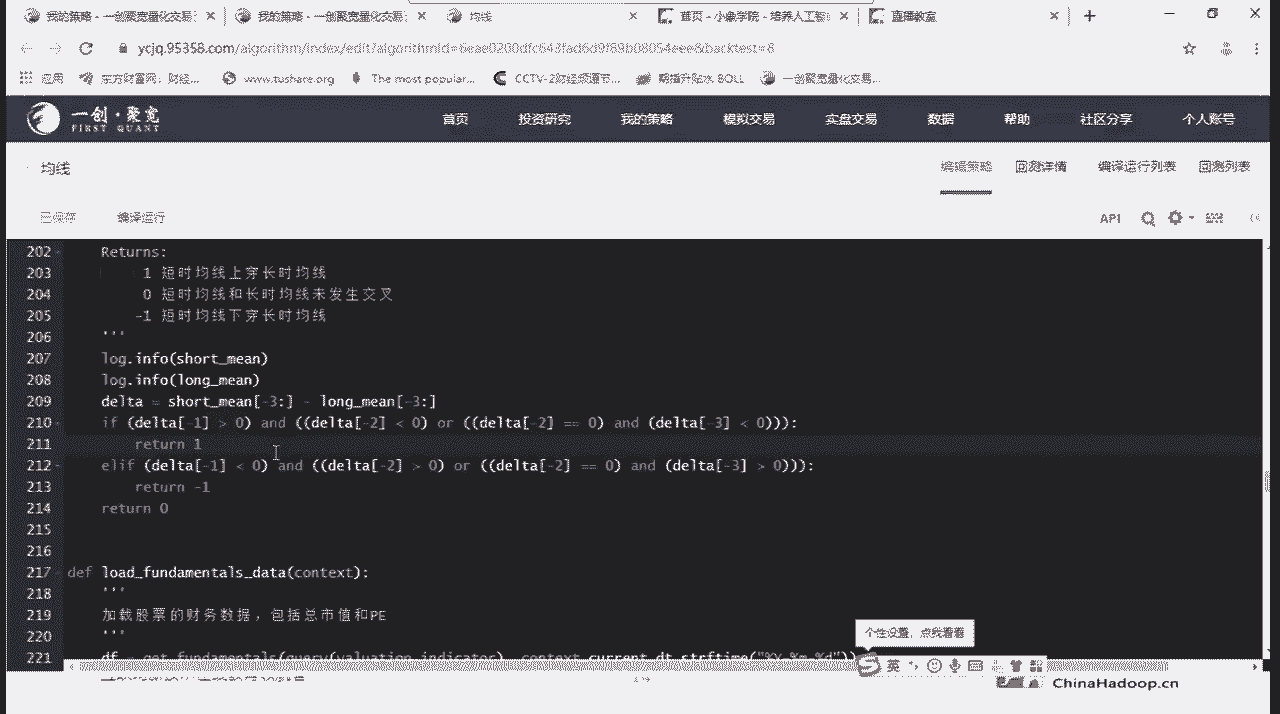 我的策略 - 一创聚宽量化交易 × 我的策略 - 一创聚宽量化交易 × 均线 × 首页 - 小象学院 - 培养人工智 × 直播教室 ×
ycjq.95358.com/algorithm/index/edit?algorithmId=6eae0200dfc643fad6d9f89b08054eee&backtest=8
应用 东方财富网：财经... www.tushare.org The most popular... CCTV-2财经频道节... 期指升贴水 BOLL 一创聚宽量化交易...
一创·聚宽 首页 投资研究 我的策略 模拟交易 实盘交易 数据 帮助 社区分享 个人账号
FIRST QUANT
均线 编辑策略 回测详情 编译运行列表 回测列表
已保存 编译运行 API
202 Returns:
203 1 短时均线上穿长时均线
204 0 短时均线和长时均线未发生交叉
205 -1 短时均线下穿长时均线
206 '''
207 log.info(short_mean)
208 log.info(long_mean)
209 delta = short_mean[-3:] - long_mean[-3:]
210 if (delta[-1] > 0) and ((delta[-2] < 0) or ((delta[-2] == 0) and (delta[-3] < 0))):
211 return 1
212 elif (delta[-1] < 0) and ((delta[-2] > 0) or ((delta[-2] == 0) and (delta[-3] > 0))):
213 return -1
214 return 0
215
216
217 def load_fundamentals_data(context):
218 '''
219 加载股票的财务数据，包括总市值和PE
220 '''
221 df = get_fundamentals(query(valuation,indicator), context.current_dt.strftime("%Y-%m-%d"))
个性设置，点我看看
英
ChinaHadoop.cn